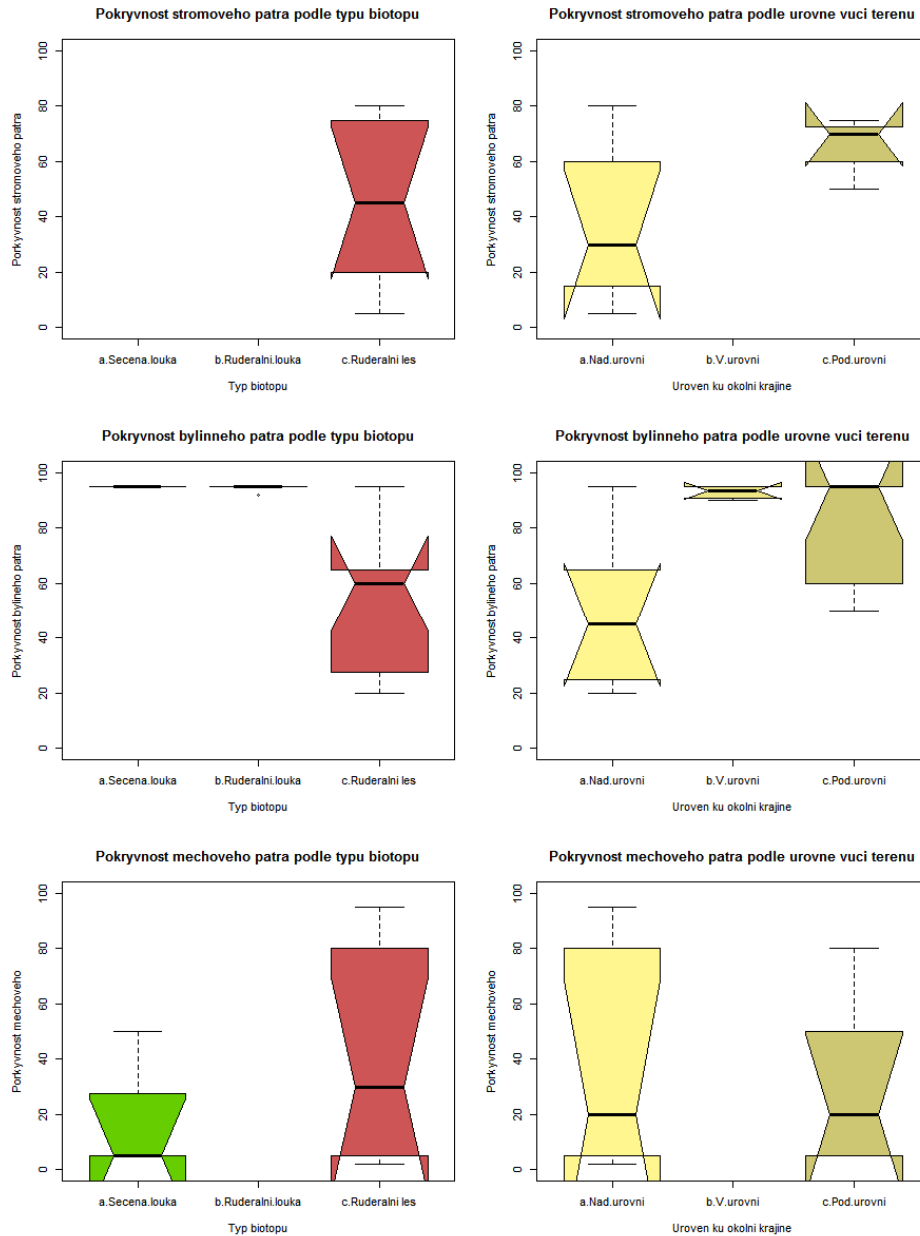 Pokryvnost stromoveho patra podle typu biotopu
Porkyvnost stromoveho patra
100
80
60
40
20
0
a.Secena.louka b.Ruderalni.louka c.Ruderalni les
Typ biotopu
Pokryvnost stromoveho patra podle urovne vuci terenu
Porkyvnost stromoveho patra
100
80
60
40
20
0
a.Nad.urovni b.V.urovni c.Pod.urovni
Uroven ku okolni krajine
Pokryvnost bylinneho patra podle typu biotopu
Porkyvnost bylineho patra
100
80
60
40
20
0
a.Secena.louka b.Ruderalni.louka c.Ruderalni les
Typ biotopu
Pokryvnost bylinneho patra podle urovne vuci terenu
Porkyvnost bylineho patra
100
80
60
40
20
0
a.Nad.urovni b.V.urovni c.Pod.urovni
Uroven ku okolni krajine
Pokryvnost mechoveho patra podle typu biotopu
Porkyvnost mechoveho
100
80
60
40
20
0
a.Secena.louka b.Ruderalni.louka c.Ruderalni les
Typ biotopu
Pokryvnost mechoveho patra podle urovne vuci terenu
Porkyvnost mechoveho
100
80
60
40
20
0
a.Nad.urovni b.V.urovni c.Pod.urovni
Uroven ku okolni krajine